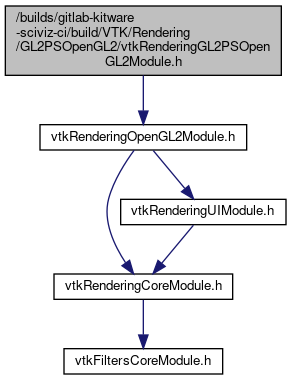 /builds/gitlab-kitware
-sciviz-ci/build/VTK/Rendering
/GL2PSOpenGL2/vtkRenderingGL2PSOpen
GL2Module.h
vtkRenderingOpenGL2Module.h
vtkRenderingUIModule.h
vtkRenderingCoreModule.h
vtkFiltersCoreModule.h